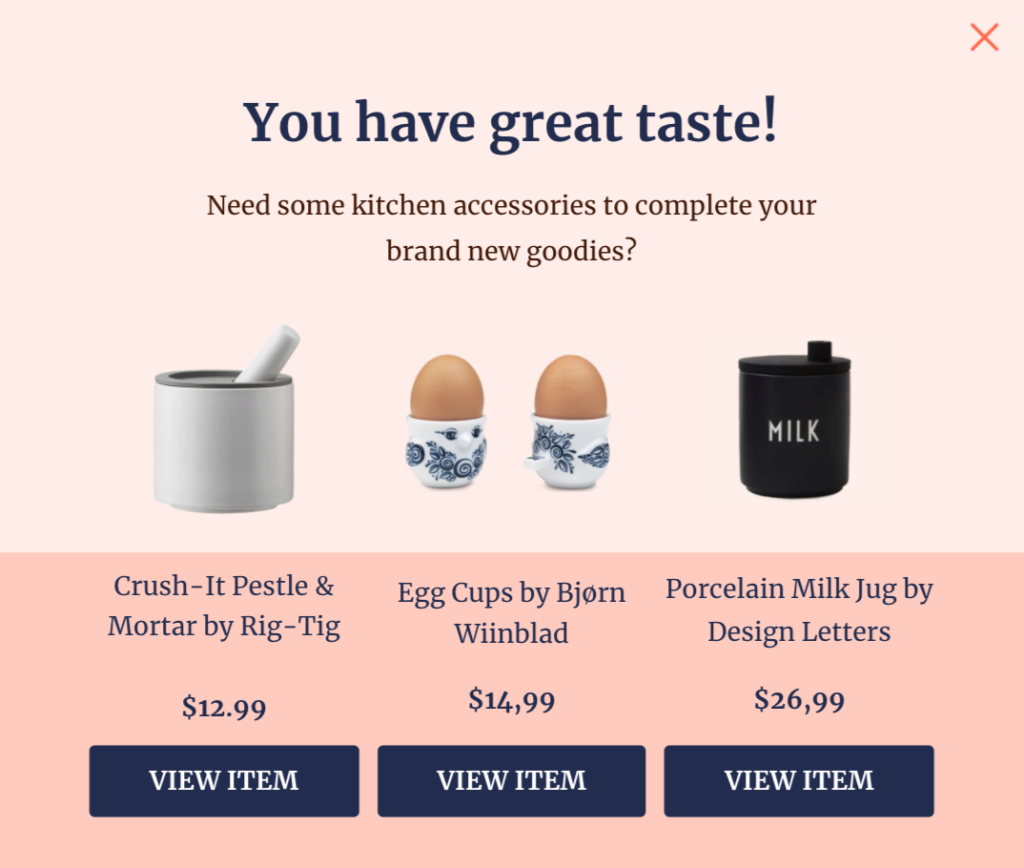 You have great taste!
Need some kitchen accessories to complete your
brand new goodies?
MILK
Crush-It Pestle &
Mortar by Rig-Tig
$12.99
VIEW ITEM
Egg Cups by Bjørn
Wiinblad
$14,99
VIEW ITEM
Porcelain Milk Jug by
Design Letters
$26,99
VIEW ITEM